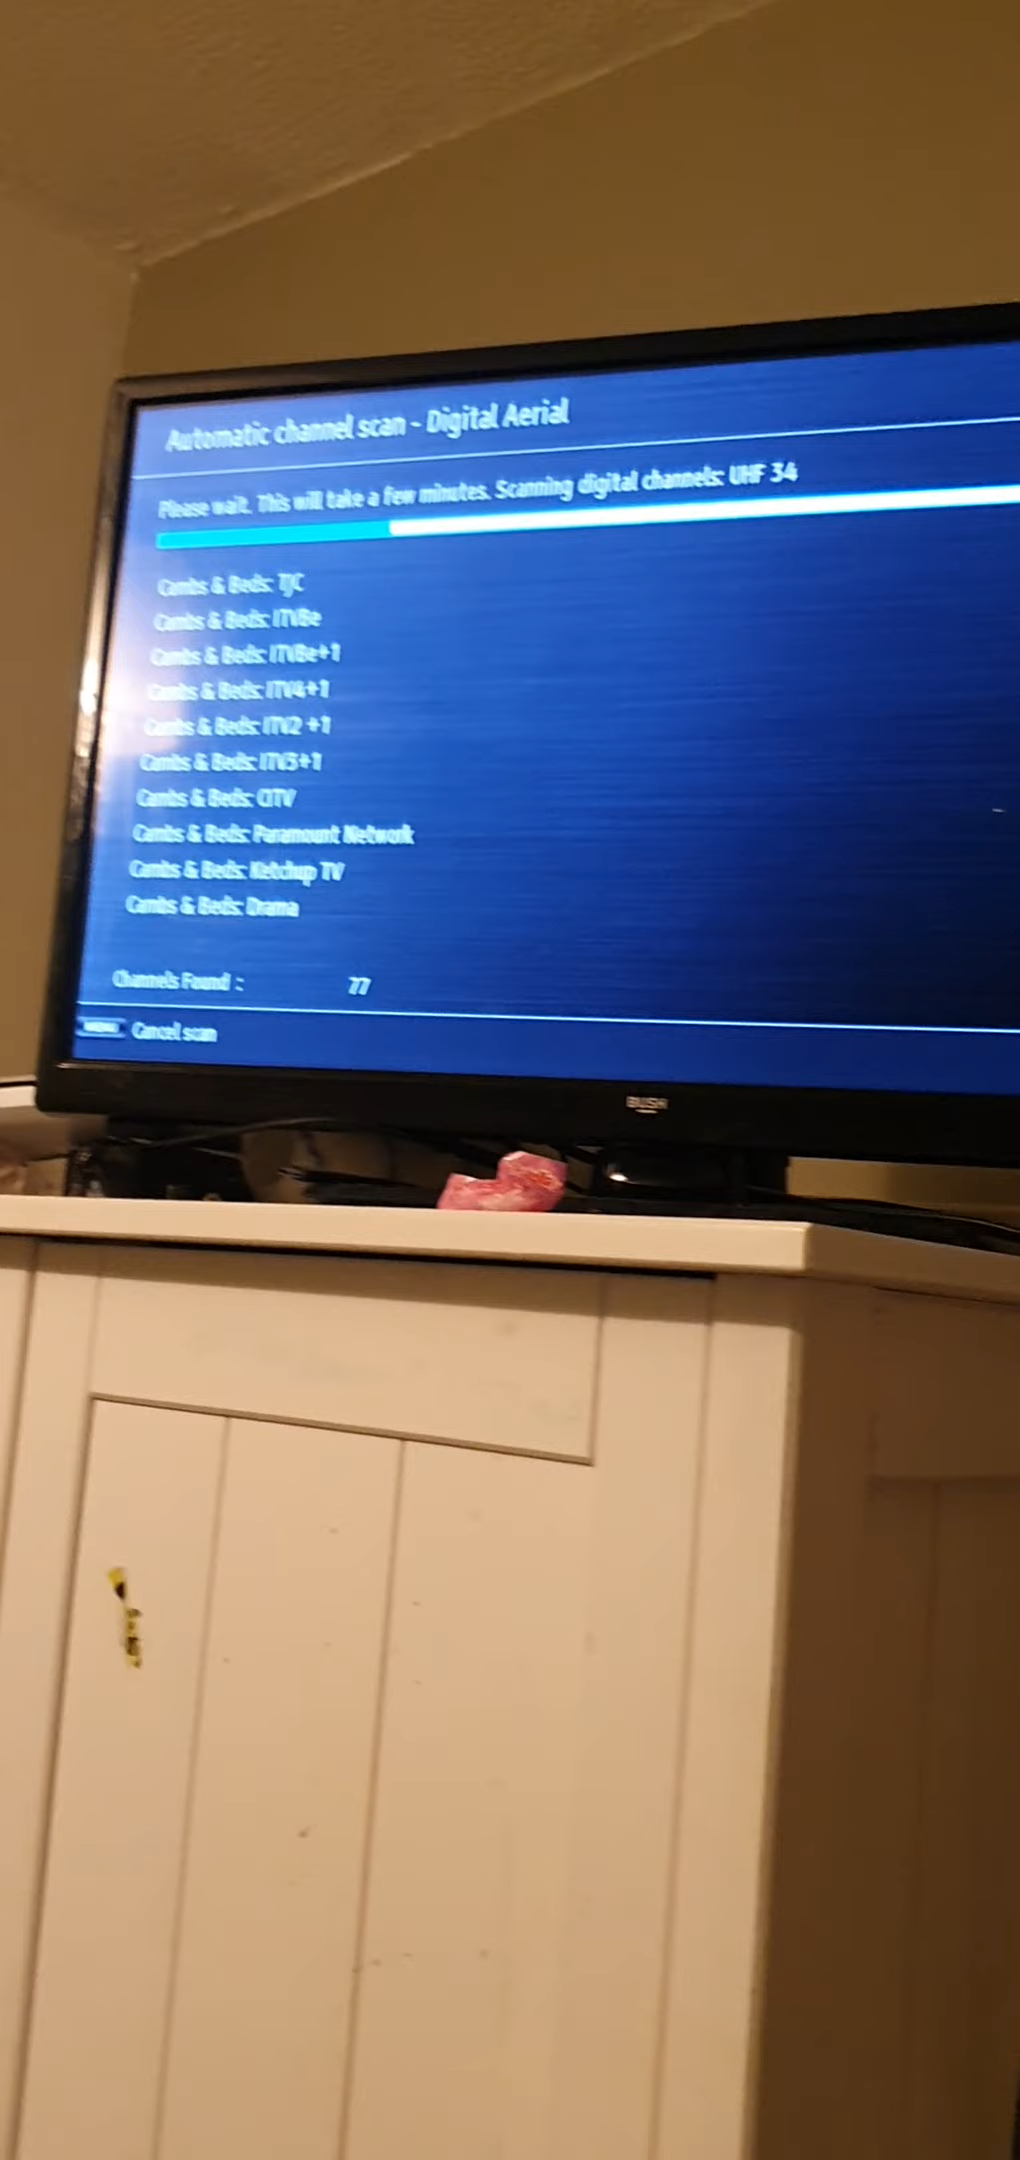 Automatic channel scan - Digital Aerial
Please wait. This will take a few minutes. Scanning digital channels: UHF 34
Cambs & Beds: TJC
Cambs & Beds: ITVBe
Cambs & Beds: ITVBe+1
Cambs & Beds: ITV4+1
Cambs & Beds: ITV2 +1
Cambs & Beds: ITV3+1
Cambs & Beds: CITV
Cambs & Beds: Paramount Network
Cambs & Beds: Ketchup TV
Cambs & Beds: Drama
Channels Found : 77
MENU Cancel scan
BUSH